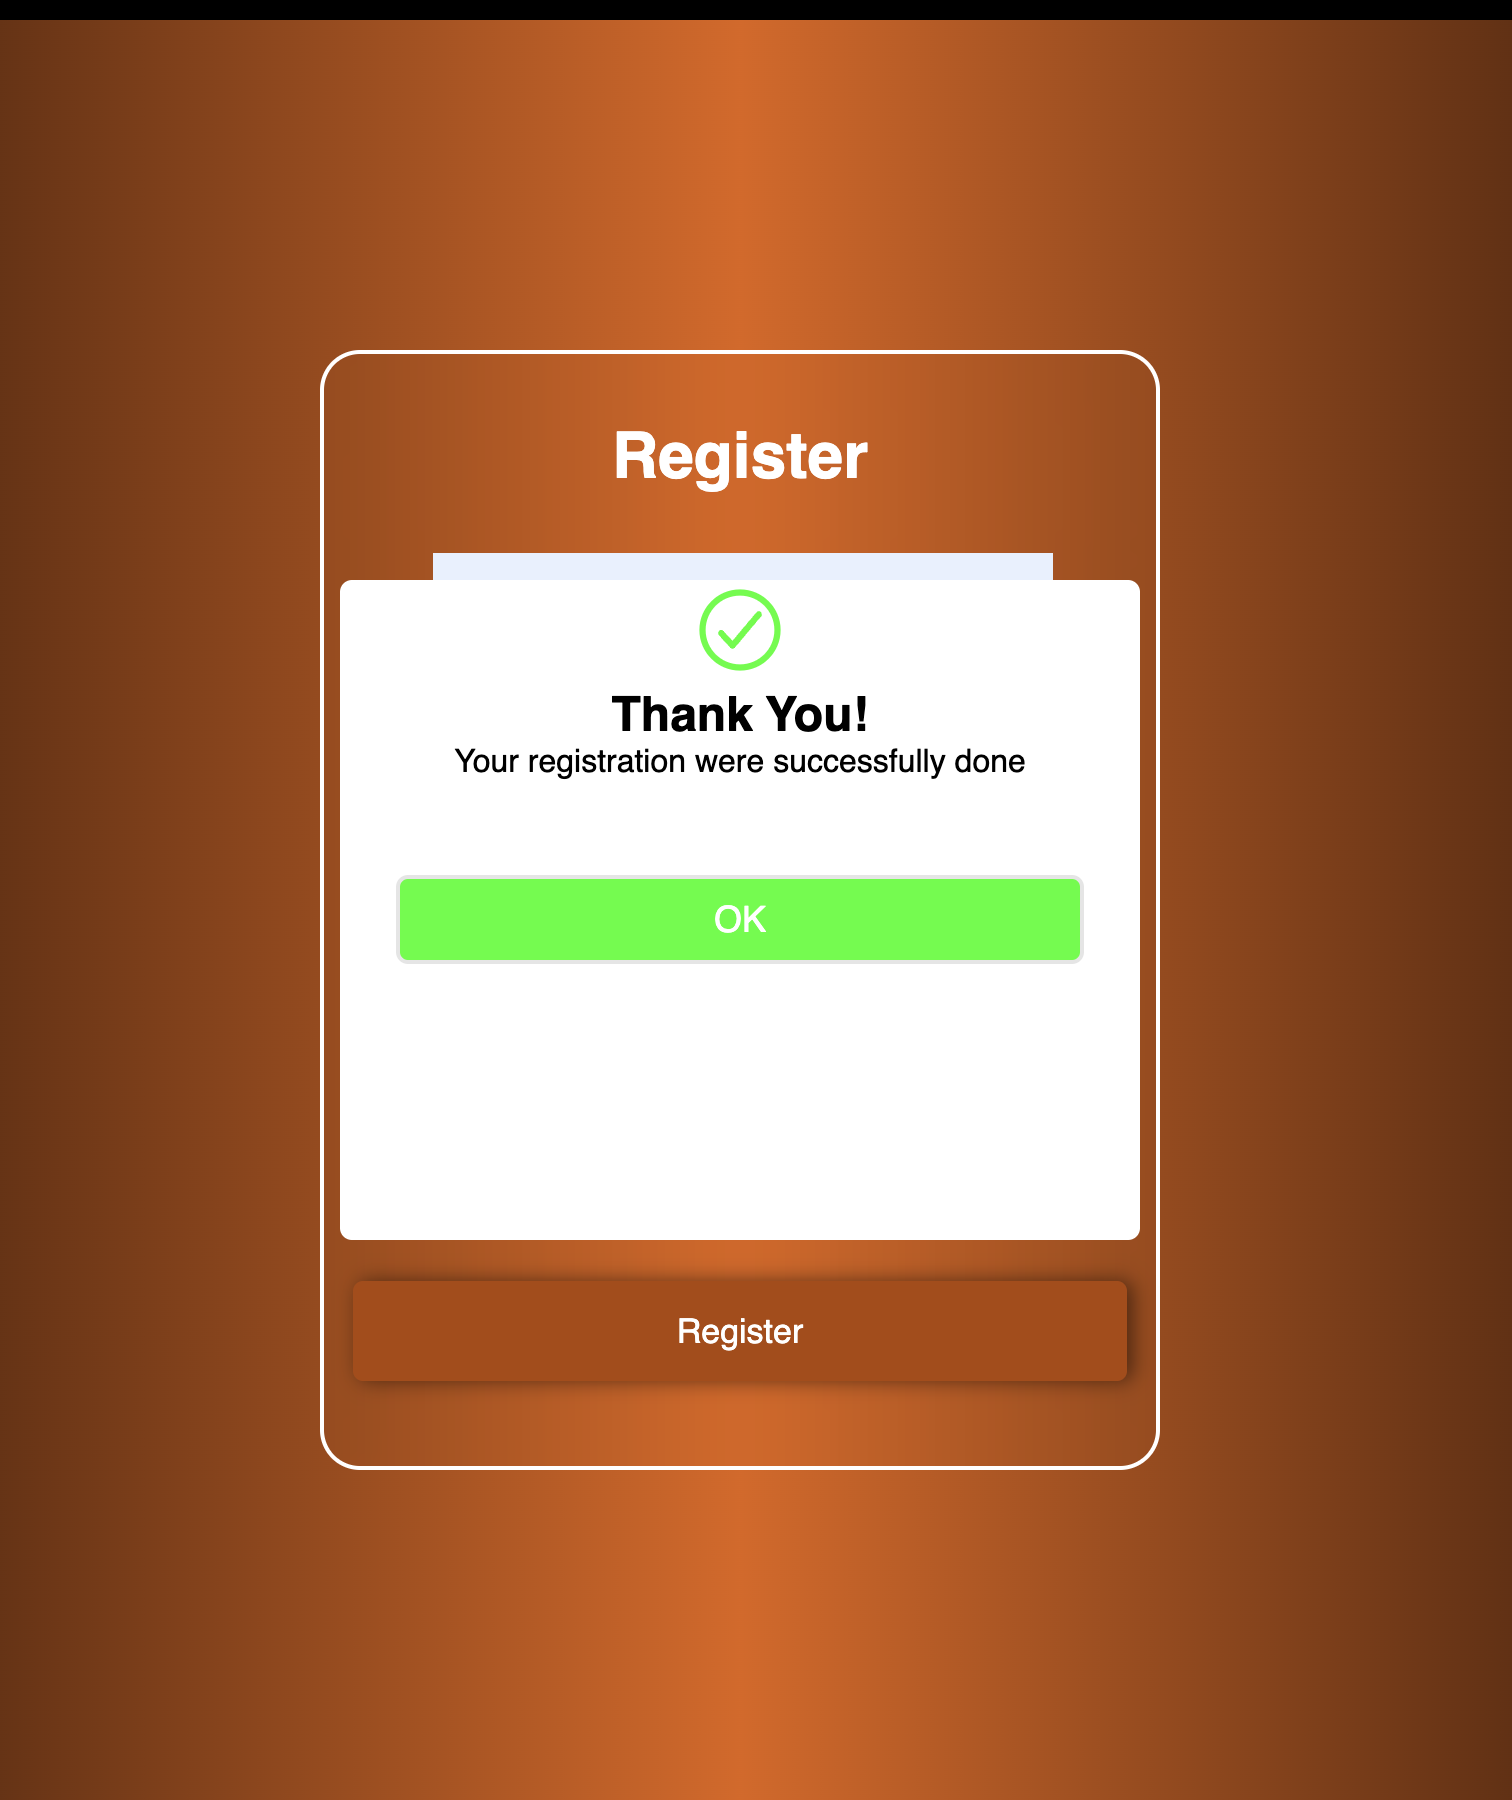 Register
Thank You!
Your registration were successfully done
OK
Register